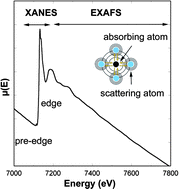 XANES EXAFS
absorbing atom
scattering atom
edge
pre-edge
μ(E)
7000 7200 7400 7600 7800
Energy (eV)